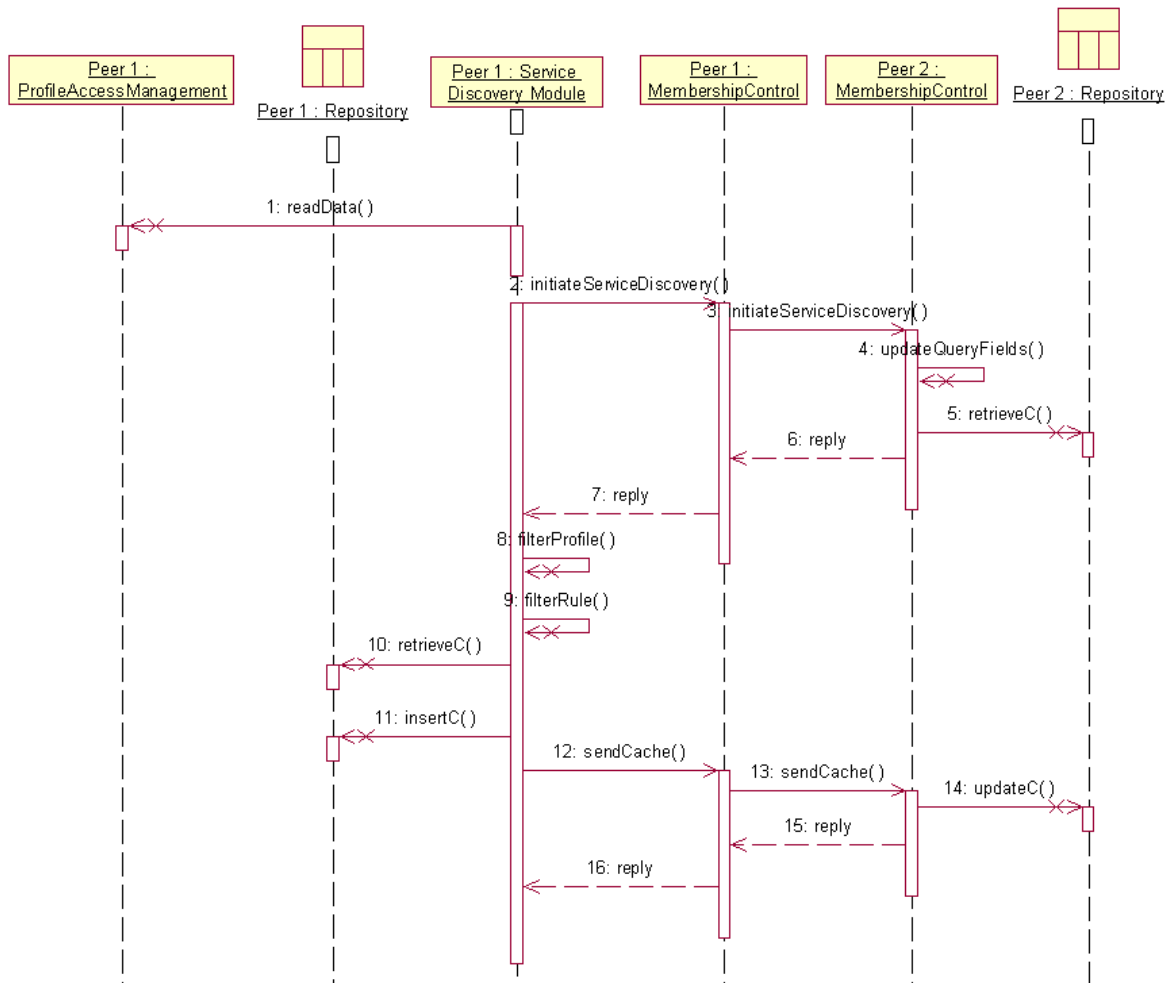 Peer 1 :
ProfileAccessManagement
Peer 1 : Repository
Peer 1 : Service
Discovery Module
Peer 1 :
MembershipControl
Peer 2 :
MembershipControl
Peer 2 : Repository
1: readData( )
2: initiateServiceDiscovery( )
3: initiateServiceDiscovery( )
4: updateQueryFields( )
5: retrieveC( )
6: reply
7: reply
8: filterProfile( )
9: filterRule( )
10: retrieveC( )
11: insertC( )
12: sendCache( )
13: sendCache( )
14: updateC( )
15: reply
16: reply